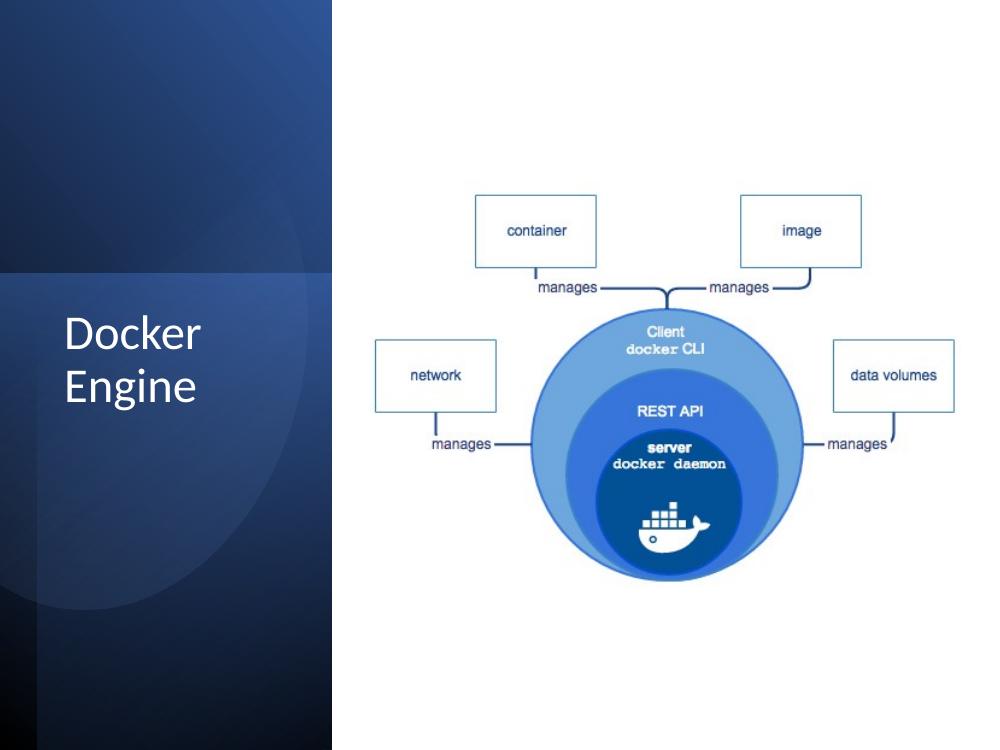 Docker
Engine
container
image
manages
manages
Client
docker CLI
network
data volumes
REST API
manages
server
manages
docker daemon